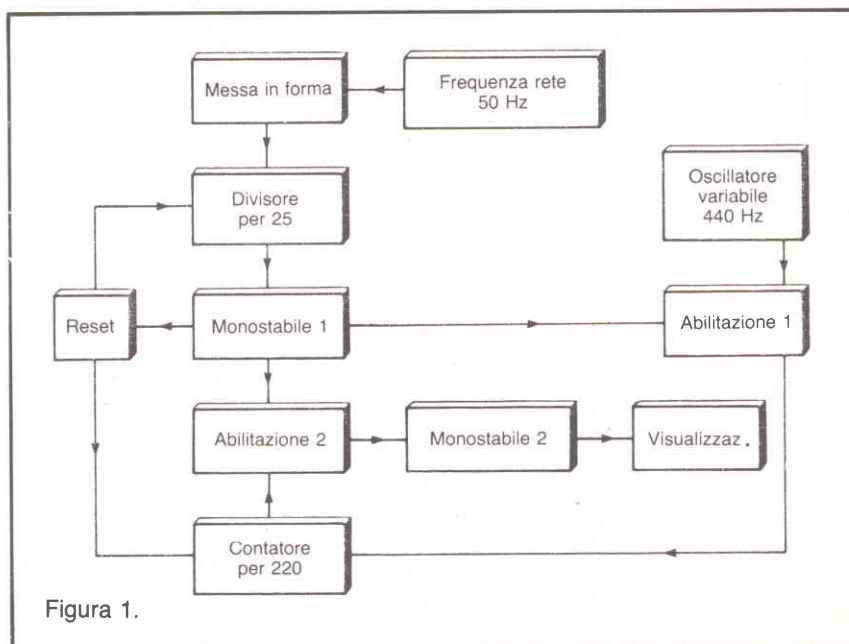 Messa in forma
Frequenza rete
50 Hz
Divisore
per 25
Oscillatore
variabile
440 Hz
Reset
Monostabile 1
Abilitazione 1
Abilitazione 2
Monostabile 2
Visualizzaz.
Contatore
per 220
Figura 1.